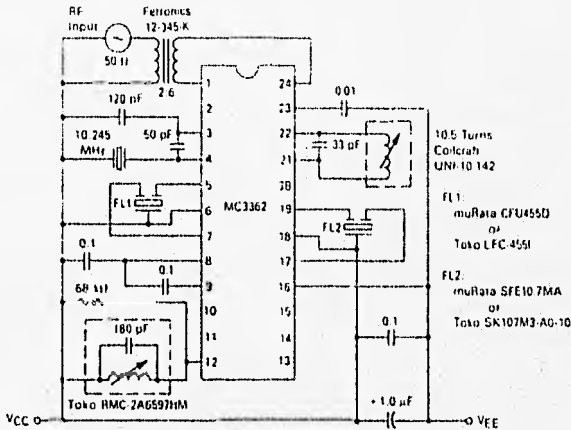 RF
Input
50 Ω
Ferronics
12-345-K
2:6
1
2
3
4
5
6
7
8
9
10
11
12
24
23
22
21
20
19
18
17
16
15
14
13
MC3362
120 pF
50 pF
10.245
MHz
FL1
0.1
0.1
68 kΩ
180 pF
Toko RMC-2A6597HM
0.01
33 pF
10.5 Turns
Coilcraft
UNI-10 142
FL2
FL1:
muRata CFU455D
or
Toko LFC-455I
FL2:
muRata SFE10.7MA
or
Toko SK107M3-A0-10
0.1
+ 1.0 µF
VCC
VEE